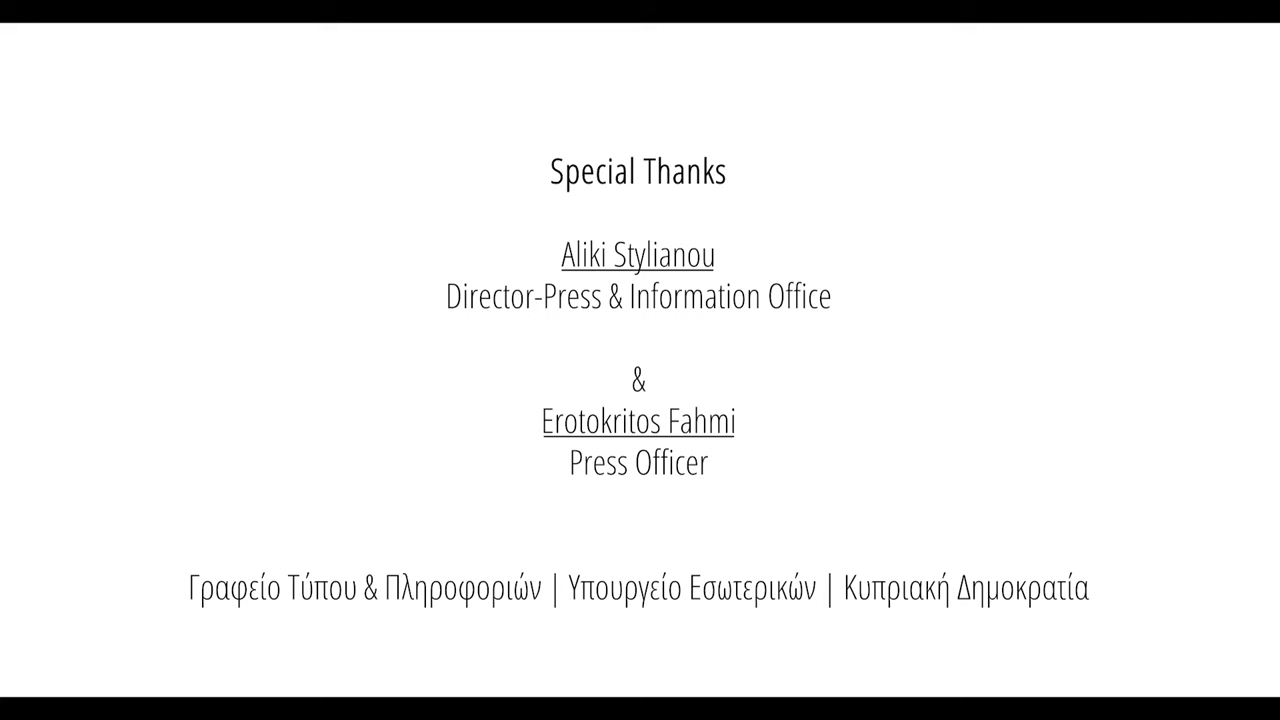 Special Thanks
Aliki Stylianou
Director-Press & Information Office
&
Erotokritos Fahmi
Press Officer
Γραφείο Τύπου & Πληροφοριών | Υπουργείο Εσωτερικών | Κυπριακή Δημοκρατία